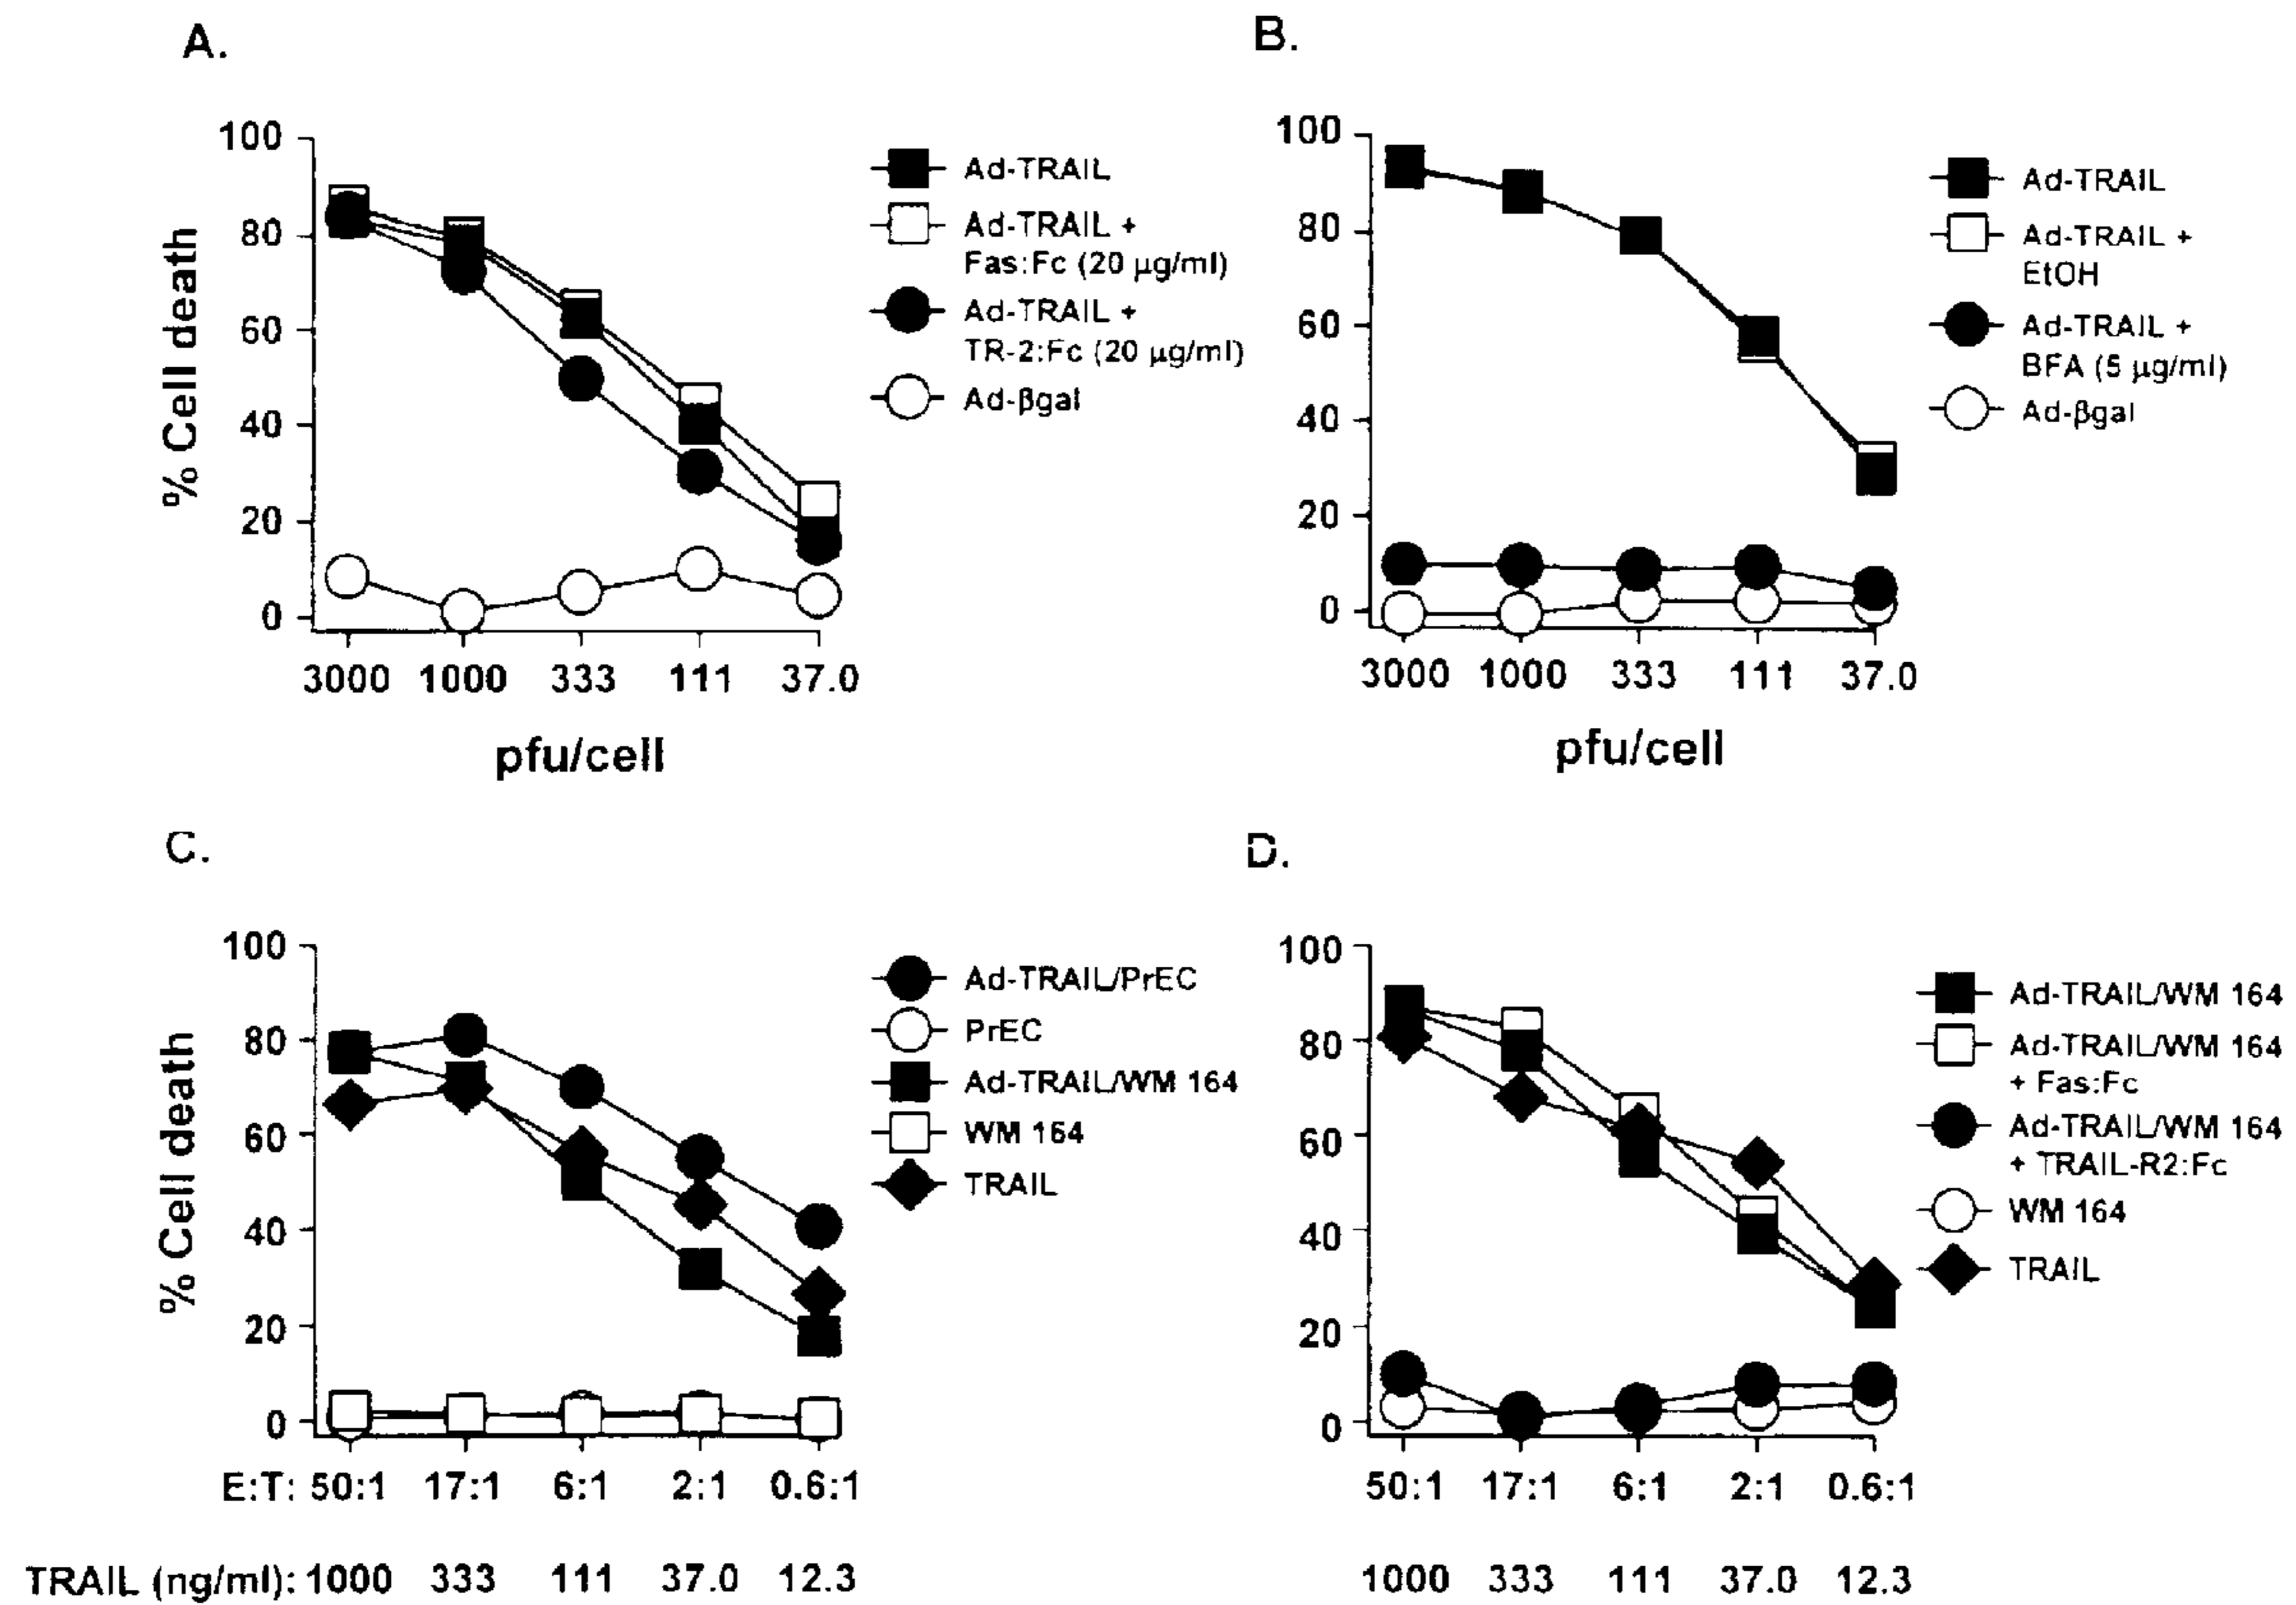 A.
100
80
60
40
20
0
% Cell death
3000 1000 333 111 37.0
pfu/cell
Ad-TRAIL
Ad-TRAIL +
Fas:Fc (20 µg/ml)
Ad-TRAIL +
TR-2:Fc (20 µg/ml)
Ad-βgal
B.
100
80
60
40
20
0
3000 1000 333 111 37.0
pfu/cell
Ad-TRAIL
Ad-TRAIL +
EtOH
Ad-TRAIL +
BFA (5 µg/ml)
Ad-βgal
C.
100
80
60
40
20
0
% Cell death
E:T: 50:1 17:1 6:1 2:1 0.6:1
TRAIL (ng/ml): 1000 333 111 37.0 12.3
Ad-TRAIL/PrEC
PrEC
Ad-TRAIL/WM 164
WM 164
TRAIL
D.
100
80
60
40
20
0
50:1 17:1 6:1 2:1 0.6:1
1000 333 111 37.0 12.3
Ad-TRAIL/WM 164
Ad-TRAIL/WM 164
+ Fas:Fc
Ad-TRAIL/WM 164
+ TRAIL-R2:Fc
WM 164
TRAIL